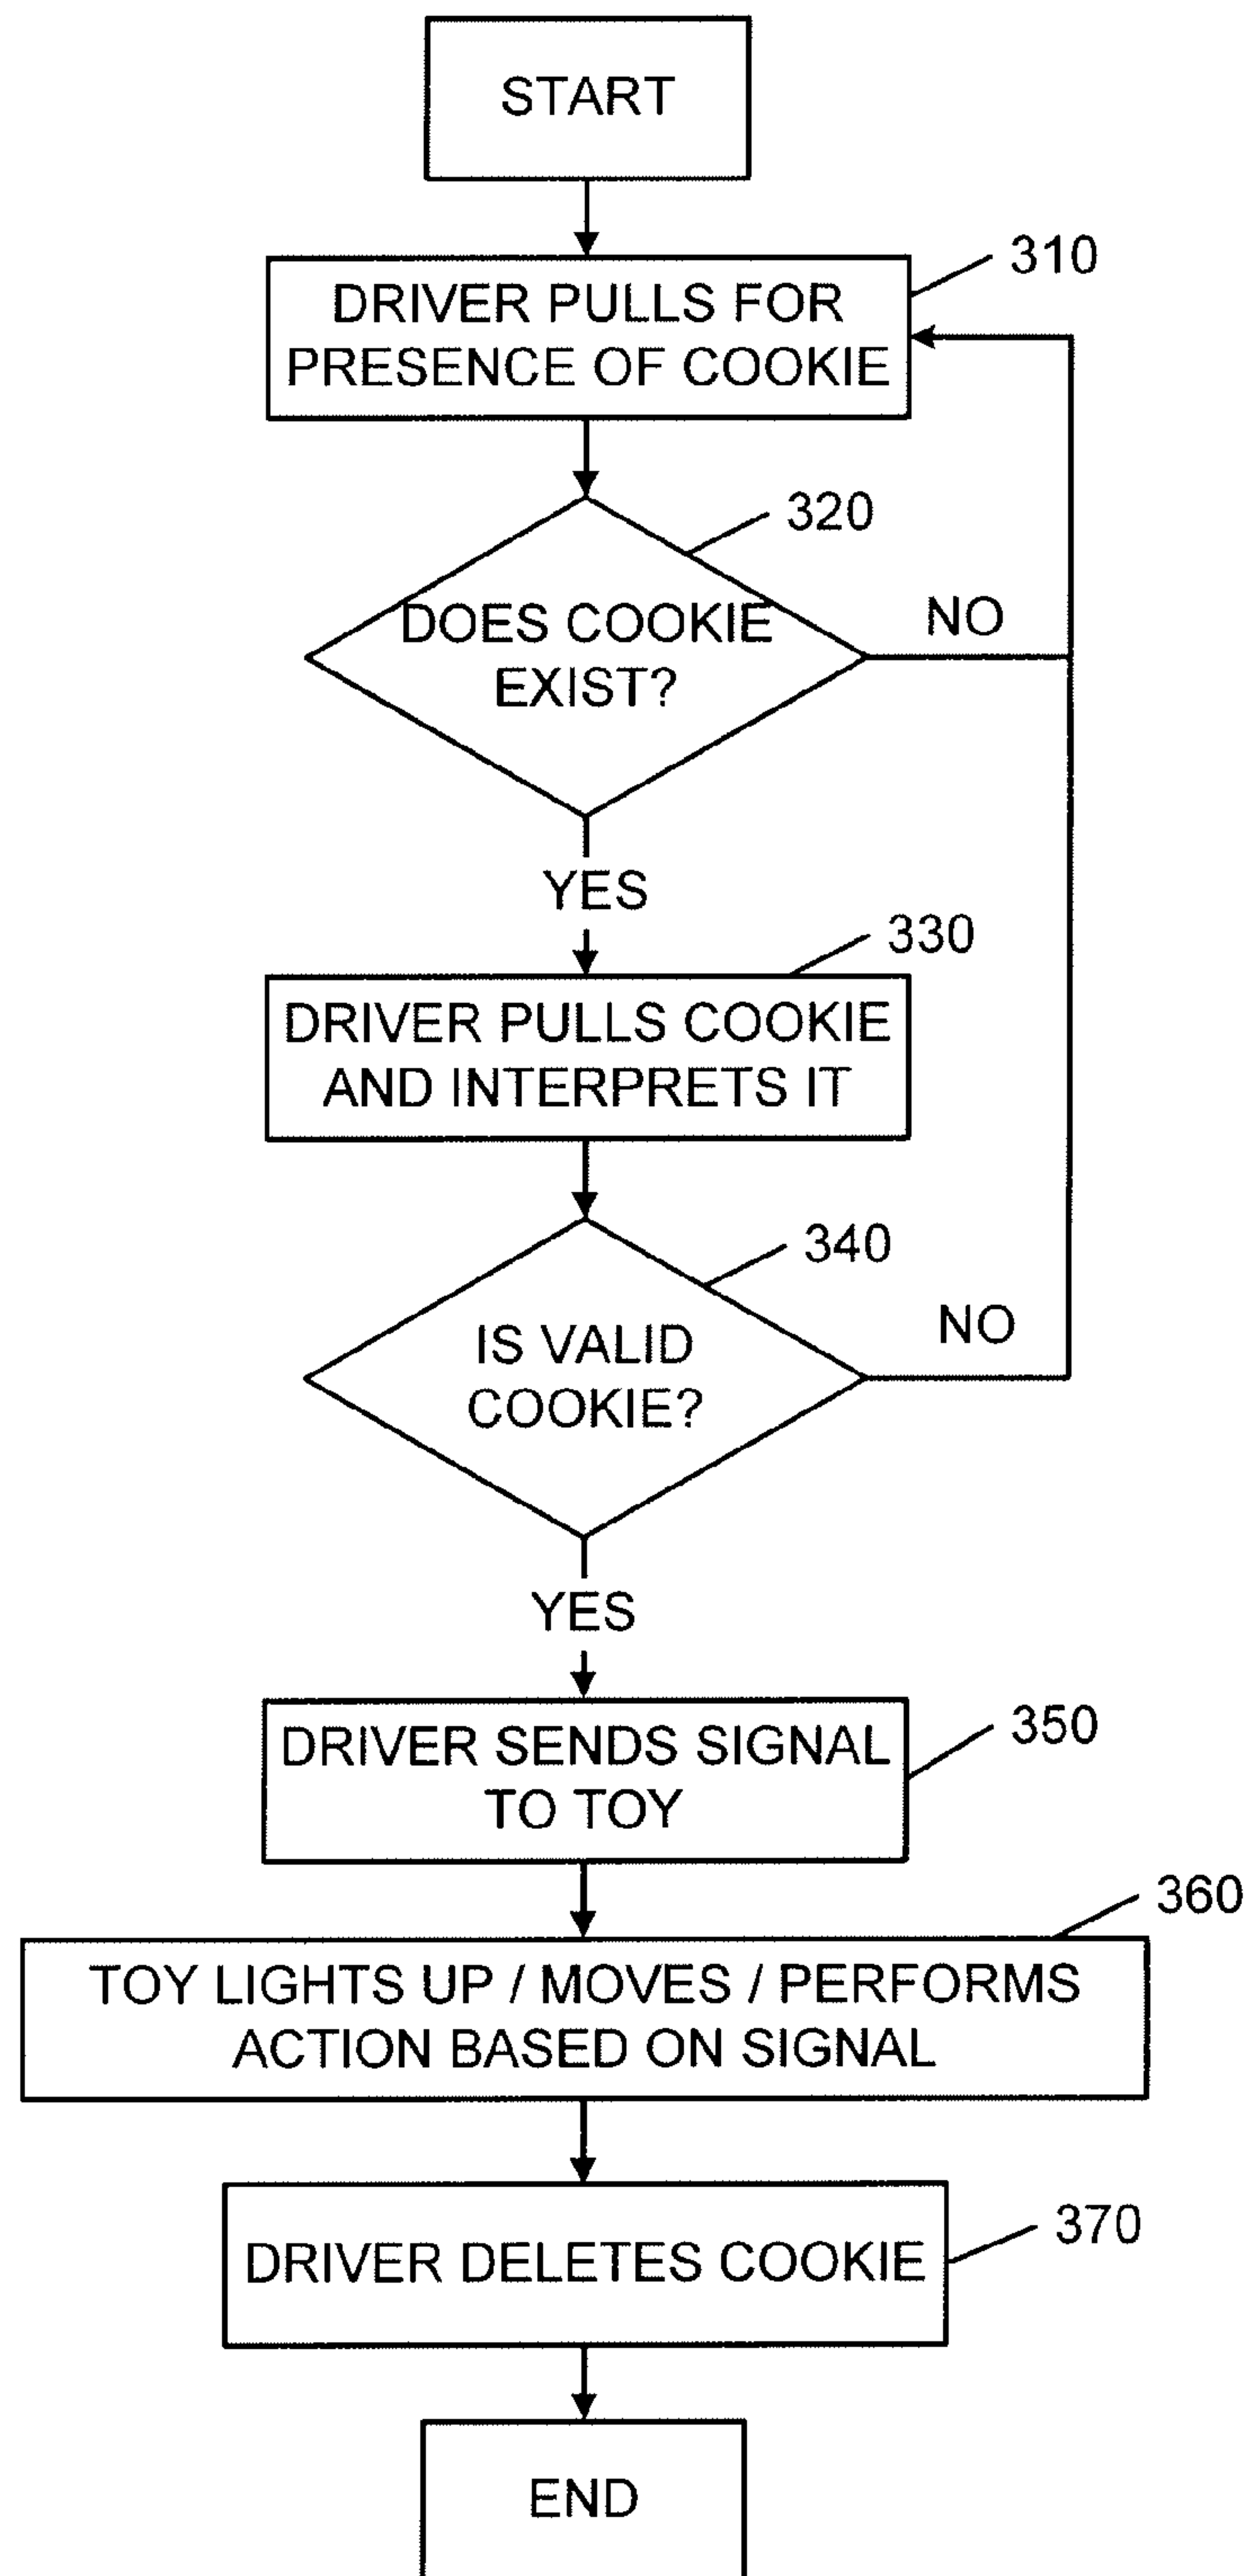 START
310
DRIVER PULLS FOR
PRESENCE OF COOKIE
320
DOES COOKIE
EXIST?
NO
YES
330
DRIVER PULLS COOKIE
AND INTERPRETS IT
340
IS VALID
COOKIE?
NO
YES
350
DRIVER SENDS SIGNAL
TO TOY
360
TOY LIGHTS UP / MOVES / PERFORMS
ACTION BASED ON SIGNAL
370
DRIVER DELETES COOKIE
END